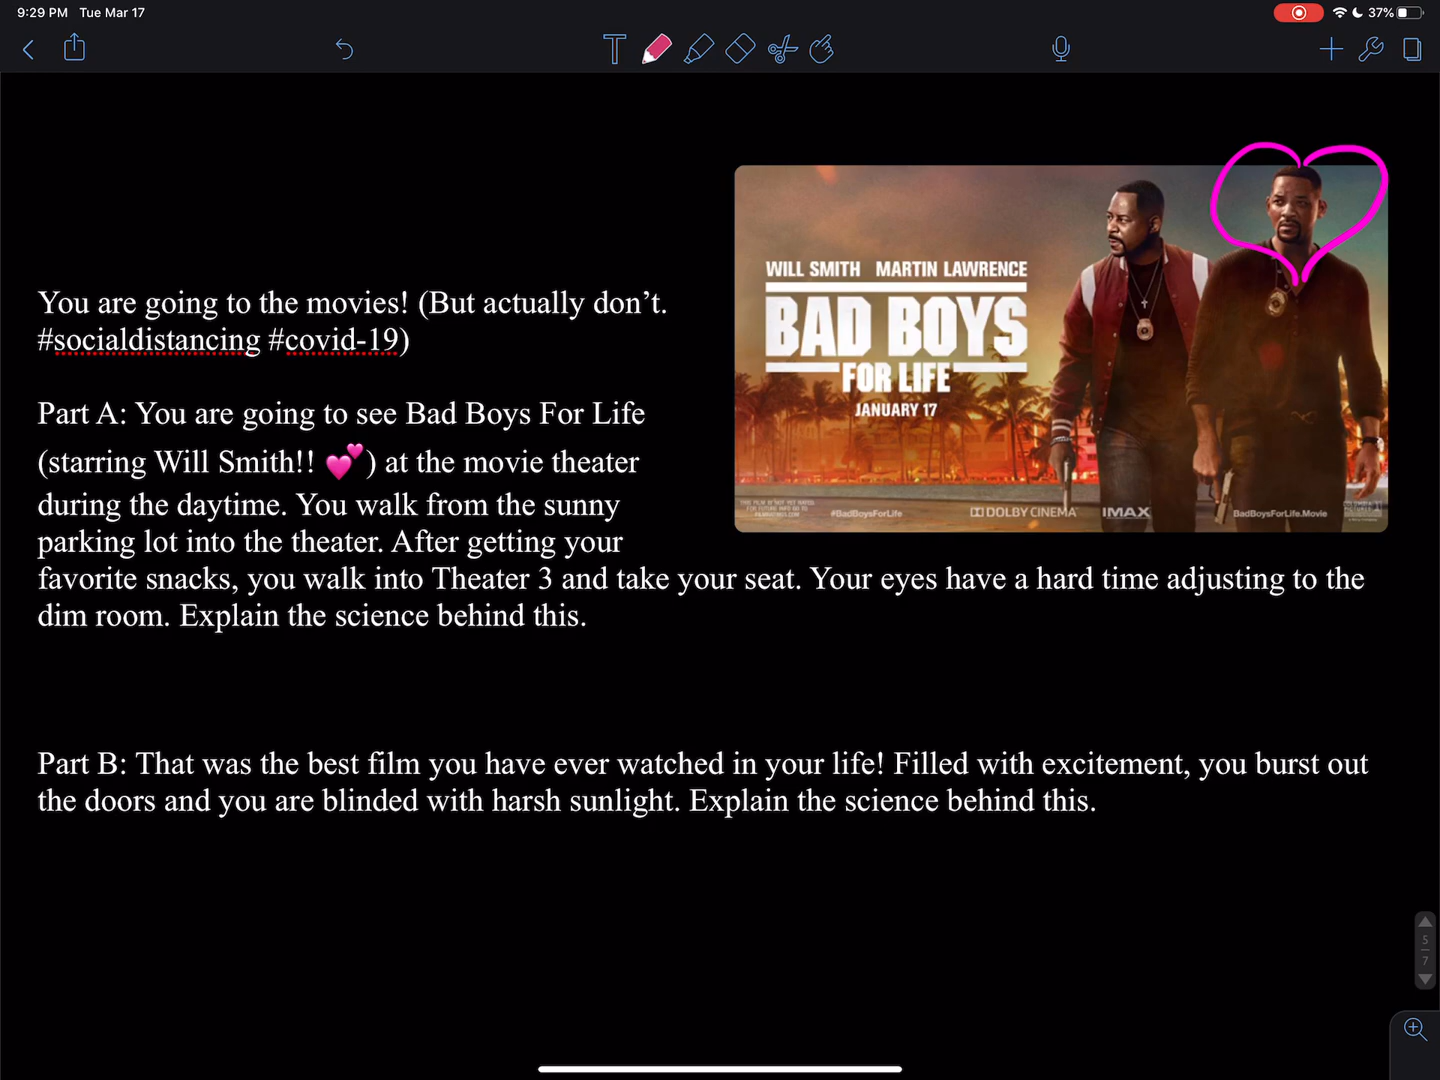 9:29 PM Tue Mar 17
37%
You are going to the movies! (But actually don’t.
#socialdistancing #covid-19)
Part A: You are going to see Bad Boys For Life
(starring Will Smith!! 💕) at the movie theater
during the daytime. You walk from the sunny
parking lot into the theater. After getting your
favorite snacks, you walk into Theater 3 and take your seat. Your eyes have a hard time adjusting to the
dim room. Explain the science behind this.
WILL SMITH MARTIN LAWRENCE
BAD BOYS
FOR LIFE
JANUARY 17
#BadBoysForLife
DOLBY CINEMA
IMAX
BadBoysForLife.Movie
Part B: That was the best film you have ever watched in your life! Filled with excitement, you burst out
the doors and you are blinded with harsh sunlight. Explain the science behind this.
5
7